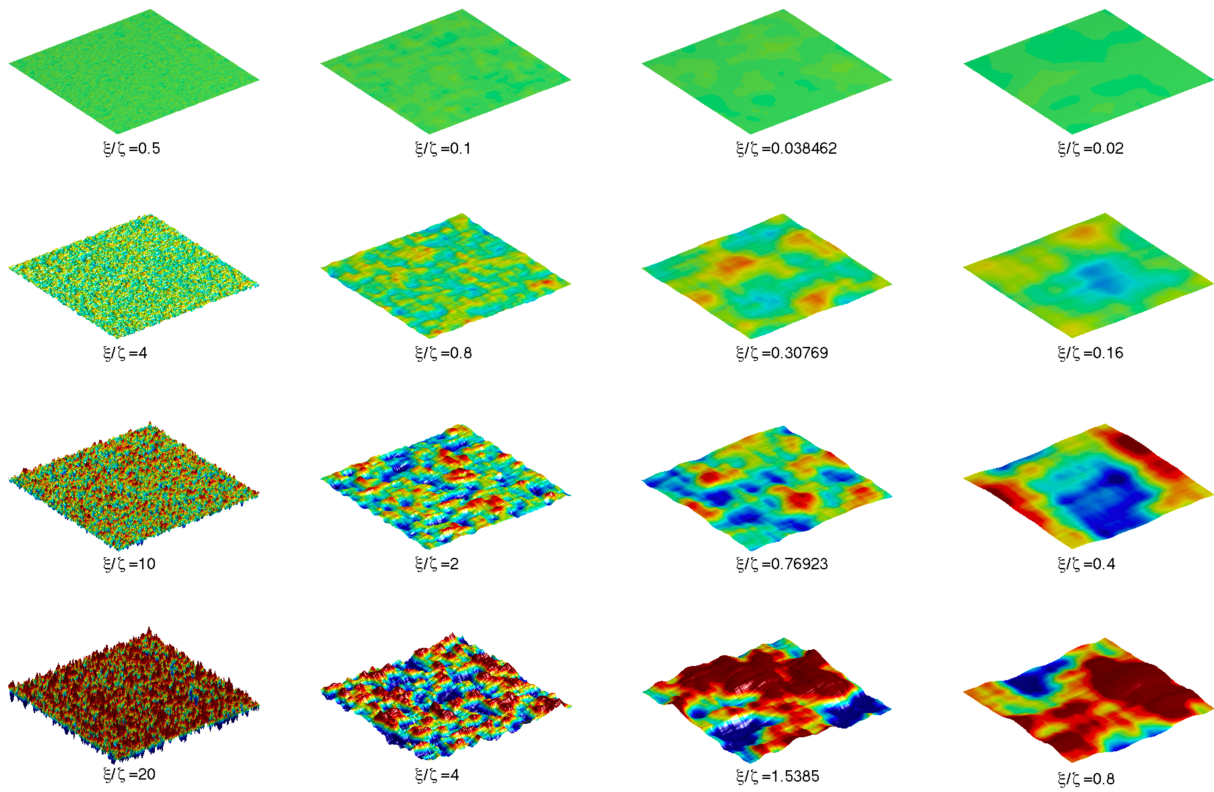 ξ/ζ =0.5
ξ/ζ =0.1
ξ/ζ =0.038462
ξ/ζ =0.02
ξ/ζ =4
ξ/ζ =0.8
ξ/ζ =0.30769
ξ/ζ =0.16
ξ/ζ =10
ξ/ζ =2
ξ/ζ =0.76923
ξ/ζ =0.4
ξ/ζ =20
ξ/ζ =4
ξ/ζ =1.5385
ξ/ζ =0.8